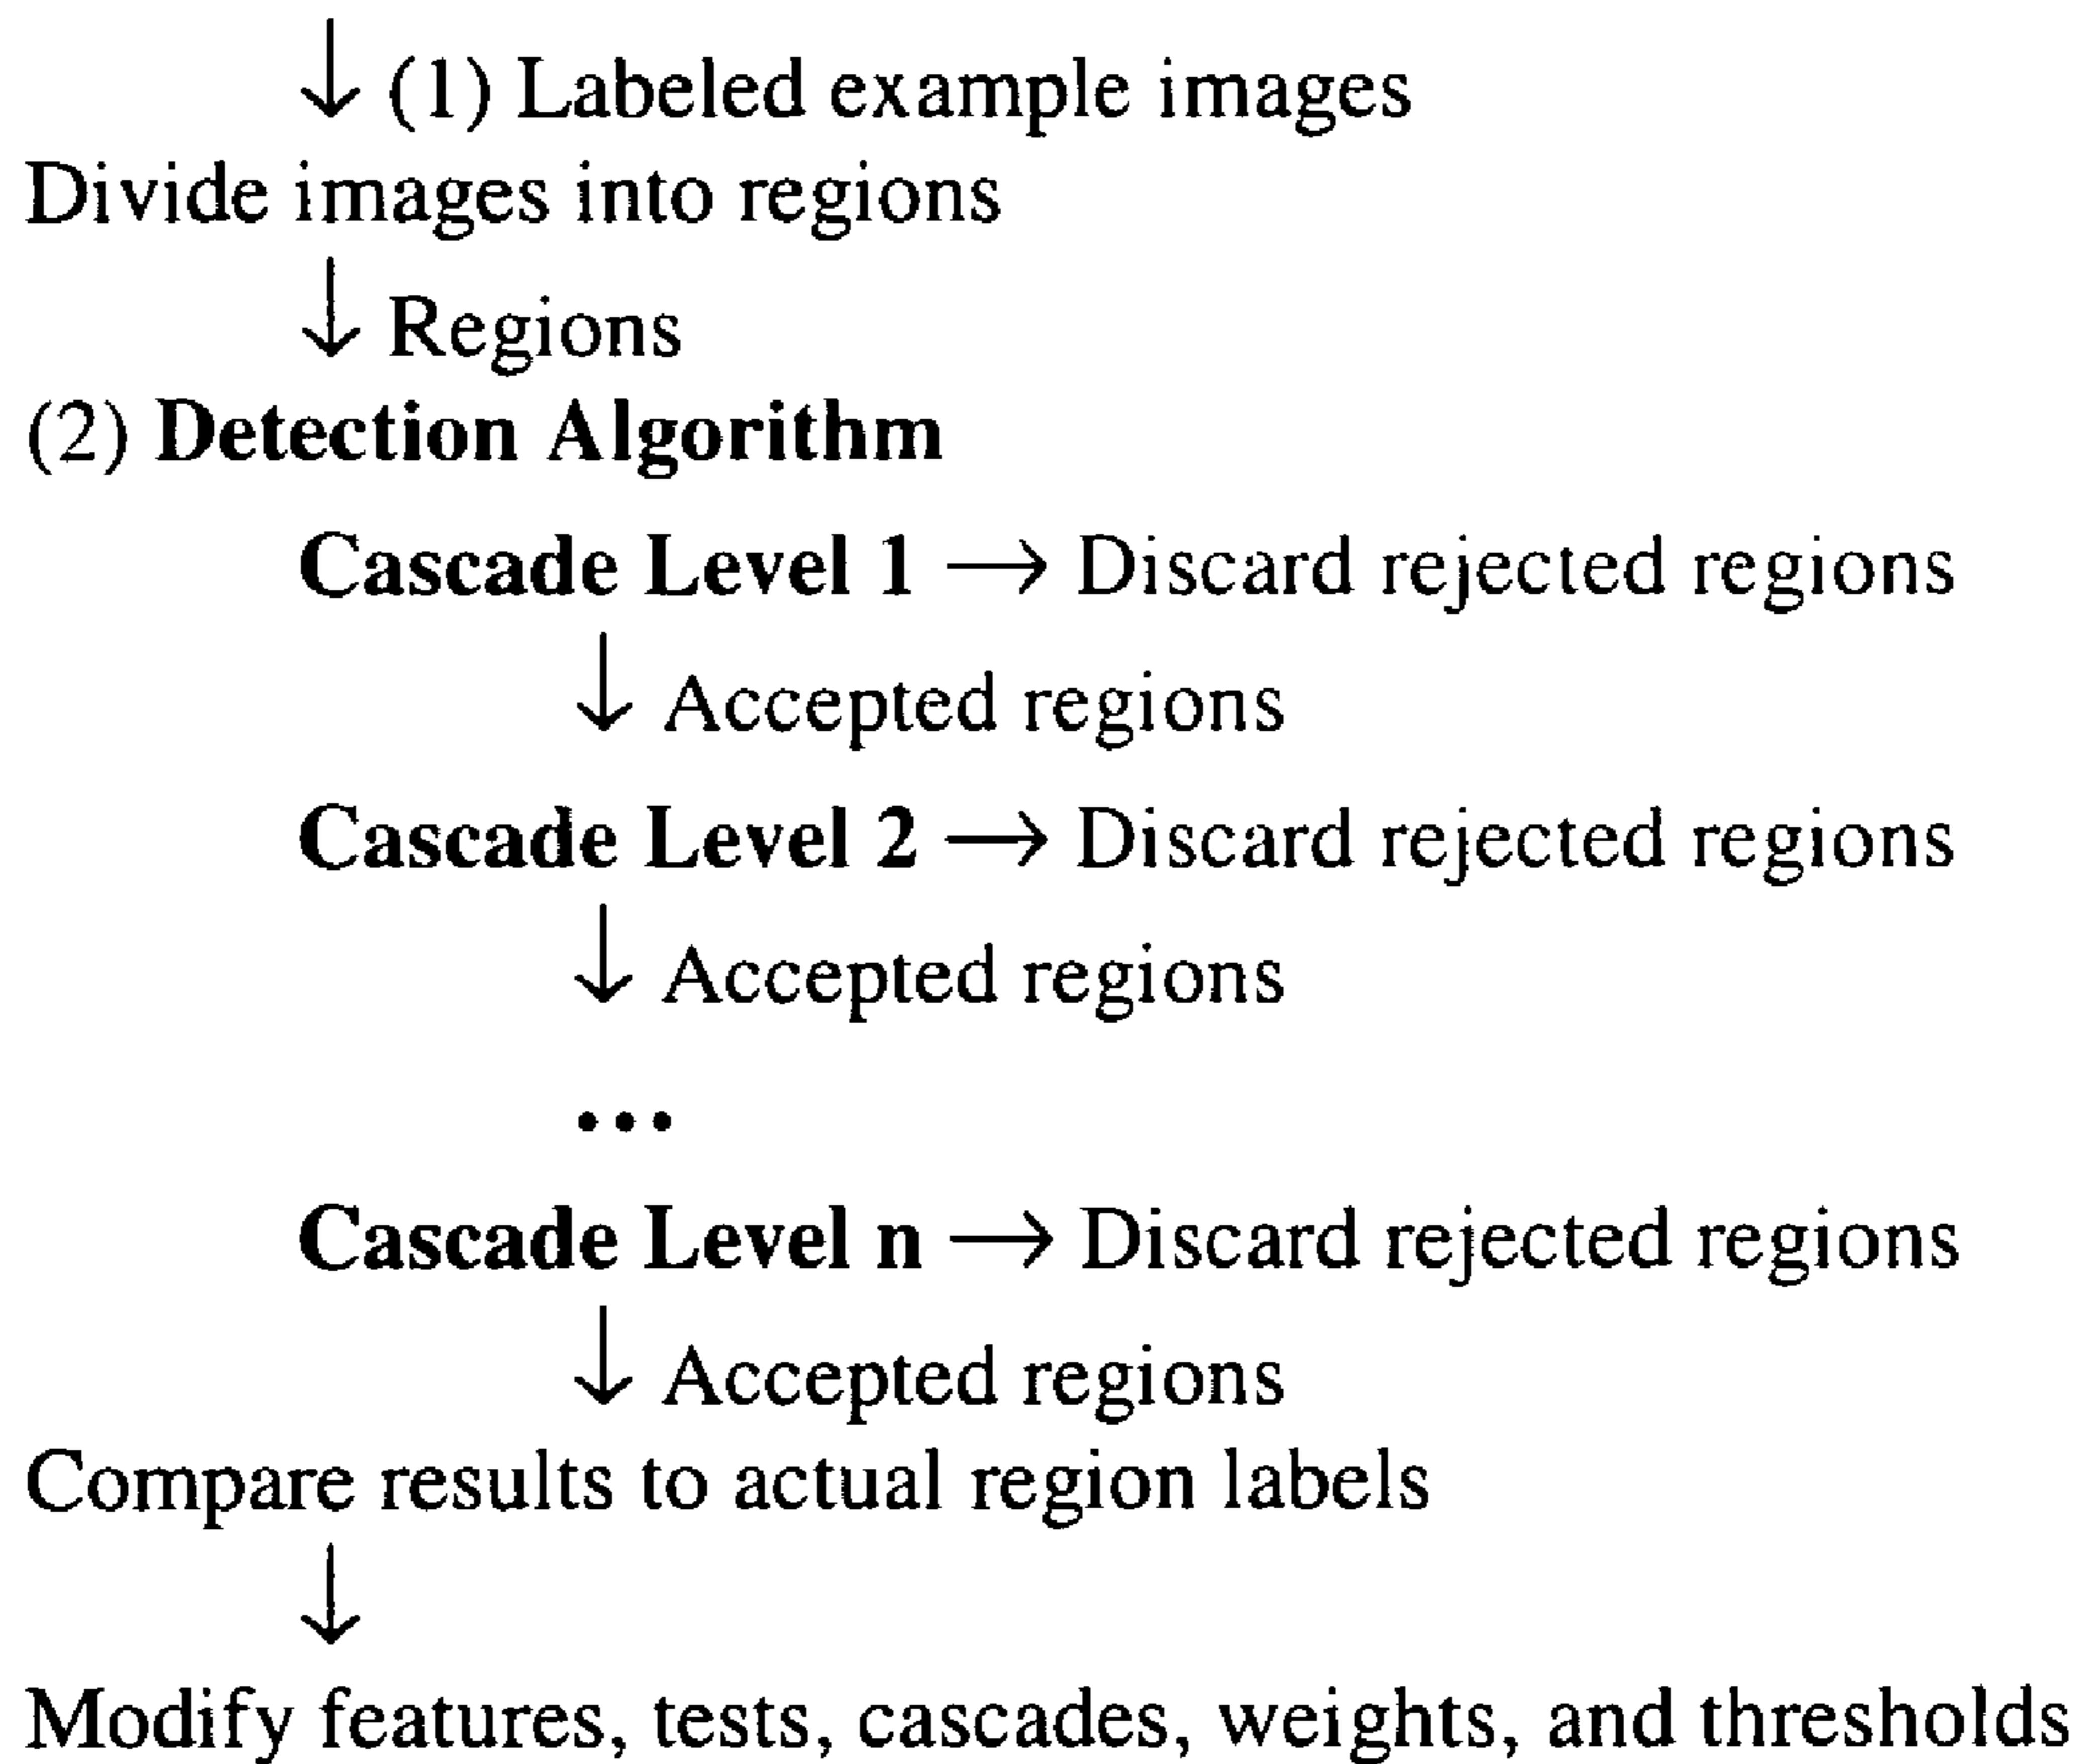 ↓ (1) Labeled example images
Divide images into regions
↓ Regions
(2) Detection Algorithm
Cascade Level 1 → Discard rejected regions
↓ Accepted regions
Cascade Level 2 → Discard rejected regions
↓ Accepted regions
...
Cascade Level n → Discard rejected regions
↓ Accepted regions
Compare results to actual region labels
↓
Modify features, tests, cascades, weights, and thresholds